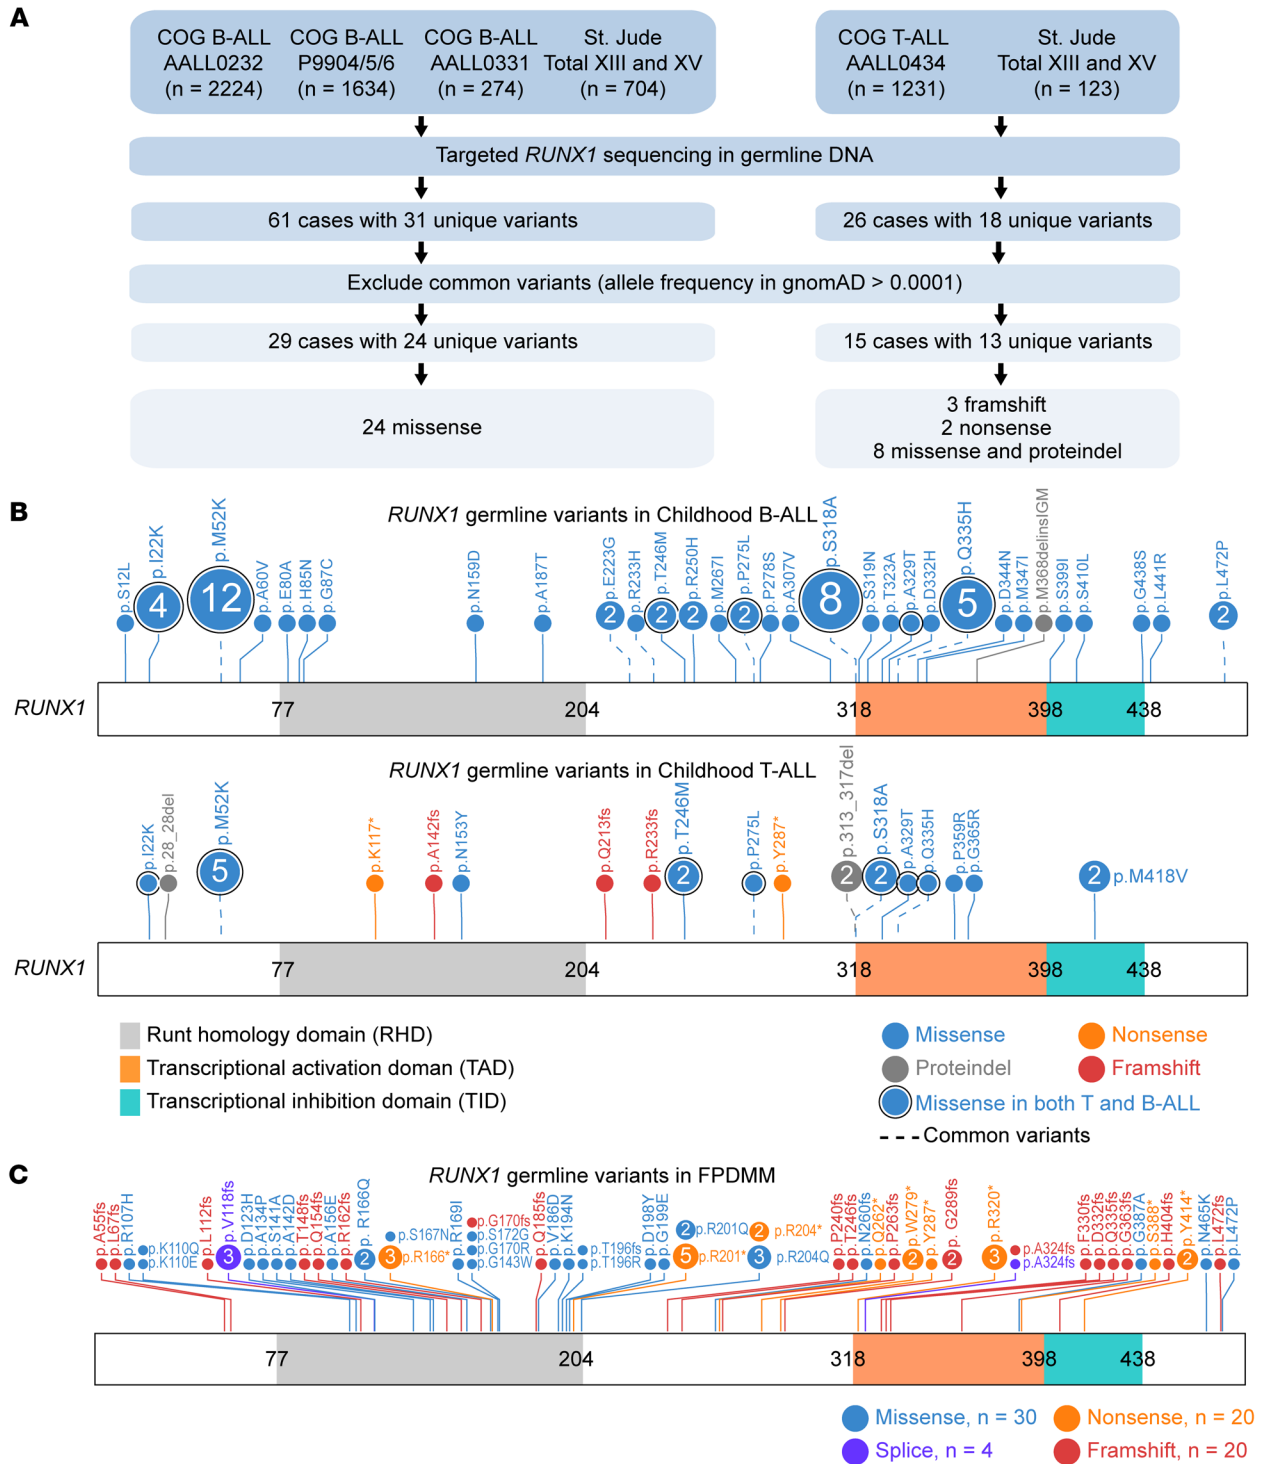 A
COG B-ALL
AALL0232
(n = 2224)
COG B-ALL
P9904/5/6
(n = 1634)
COG B-ALL
AALL0331
(n = 274)
St. Jude
Total XIII and XV
(n = 704)
COG T-ALL
AALL0434
(n = 1231)
St. Jude
Total XIII and XV
(n = 123)
Targeted RUNX1 sequencing in germline DNA
61 cases with 31 unique variants
26 cases with 18 unique variants
Exclude common variants (allele frequency in gnomAD > 0.0001)
29 cases with 24 unique variants
15 cases with 13 unique variants
24 missense
3 framshift
2 nonsense
8 missense and proteindel
B
RUNX1 germline variants in Childhood B-ALL
p.S12L
p.I22K
4
p.M52K
12
p.A60V
p.E80A
p.H85N
p.G87C
p.N159D
p.A187T
p.E223G
2
p.R233H
p.T246M
2
p.R250H
2
p.M267I
p.P275L
2
p.P278S
p.A307V
p.S318A
8
p.S319N
p.T323A
p.A329T
p.D332H
p.Q335H
5
p.D344N
p.M347I
p.M368delinsIGM
p.S399I
p.S410L
p.G438S
p.L441R
p.L472P
2
RUNX1
77
204
318
398
438
RUNX1 germline variants in Childhood T-ALL
p.I22K
p.28_28del
p.M52K
5
p.K117*
p.A142fs
p.N153Y
p.Q213fs
p.R233fs
p.T246M
2
p.P275L
p.Y287*
p.313_317del
2
p.S318A
2
p.A329T
p.Q335H
p.P359R
p.G365R
2
p.M418V
RUNX1
77
204
318
398
438
Runt homology domain (RHD)
Transcriptional activation domain (TAD)
Transcriptional inhibition domain (TID)
Missense
Nonsense
Proteindel
Framshift
Missense in both T and B-ALL
Common variants
C
RUNX1 germline variants in FPDMM
p.A55fs
p.L67fs
p.R107H
p.K110Q
p.K110E
p.L112fs
p.V118fs
3
p.D123H
p.A134P
p.S141A
p.A142D
p.T148fs
p.Q154fs
p.A156E
p.R162fs
p.R166Q
2
p.S167N
3
p.R166*
p.R169I
p.G170fs
p.S172G
p.G170R
p.G143W
p.Q185fs
p.V186D
p.K194N
p.T196fs
p.T196R
p.D198Y
p.G199E
2
p.R201Q
5
p.R201*
2
p.R204*
3
p.R204Q
p.P240fs
p.T246fs
p.N260fs
p.Q262*
p.P263fs
p.W279*
2
p.Y287*
p.G289fs
2
p.R320*
3
p.A324fs
p.A324fs
p.F330fs
p.D332fs
p.Q335fs
p.G363fs
p.G387A
p.S388*
p.H404fs
p.Y414*
2
p.N465K
p.L472fs
p.L472P
77
204
318
398
438
Missense, n = 30
Nonsense, n = 20
Splice, n = 4
Framshift, n = 20